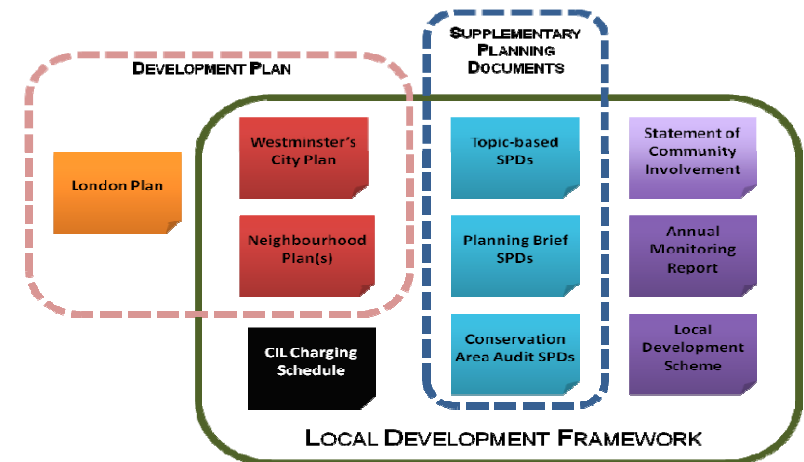 DEVELOPMENT PLAN
SUPPLEMENTARY
PLANNING
DOCUMENTS
London Plan
Westminster's
City Plan
Neighbourhood
Plan(s)
CIL Charging
Schedule
Topic-based
SPDs
Planning Brief
SPDs
Conservation
Area Audit SPDs
Statement of
Community
Involvement
Annual
Monitoring
Report
Local
Development
Scheme
LOCAL DEVELOPMENT FRAMEWORK